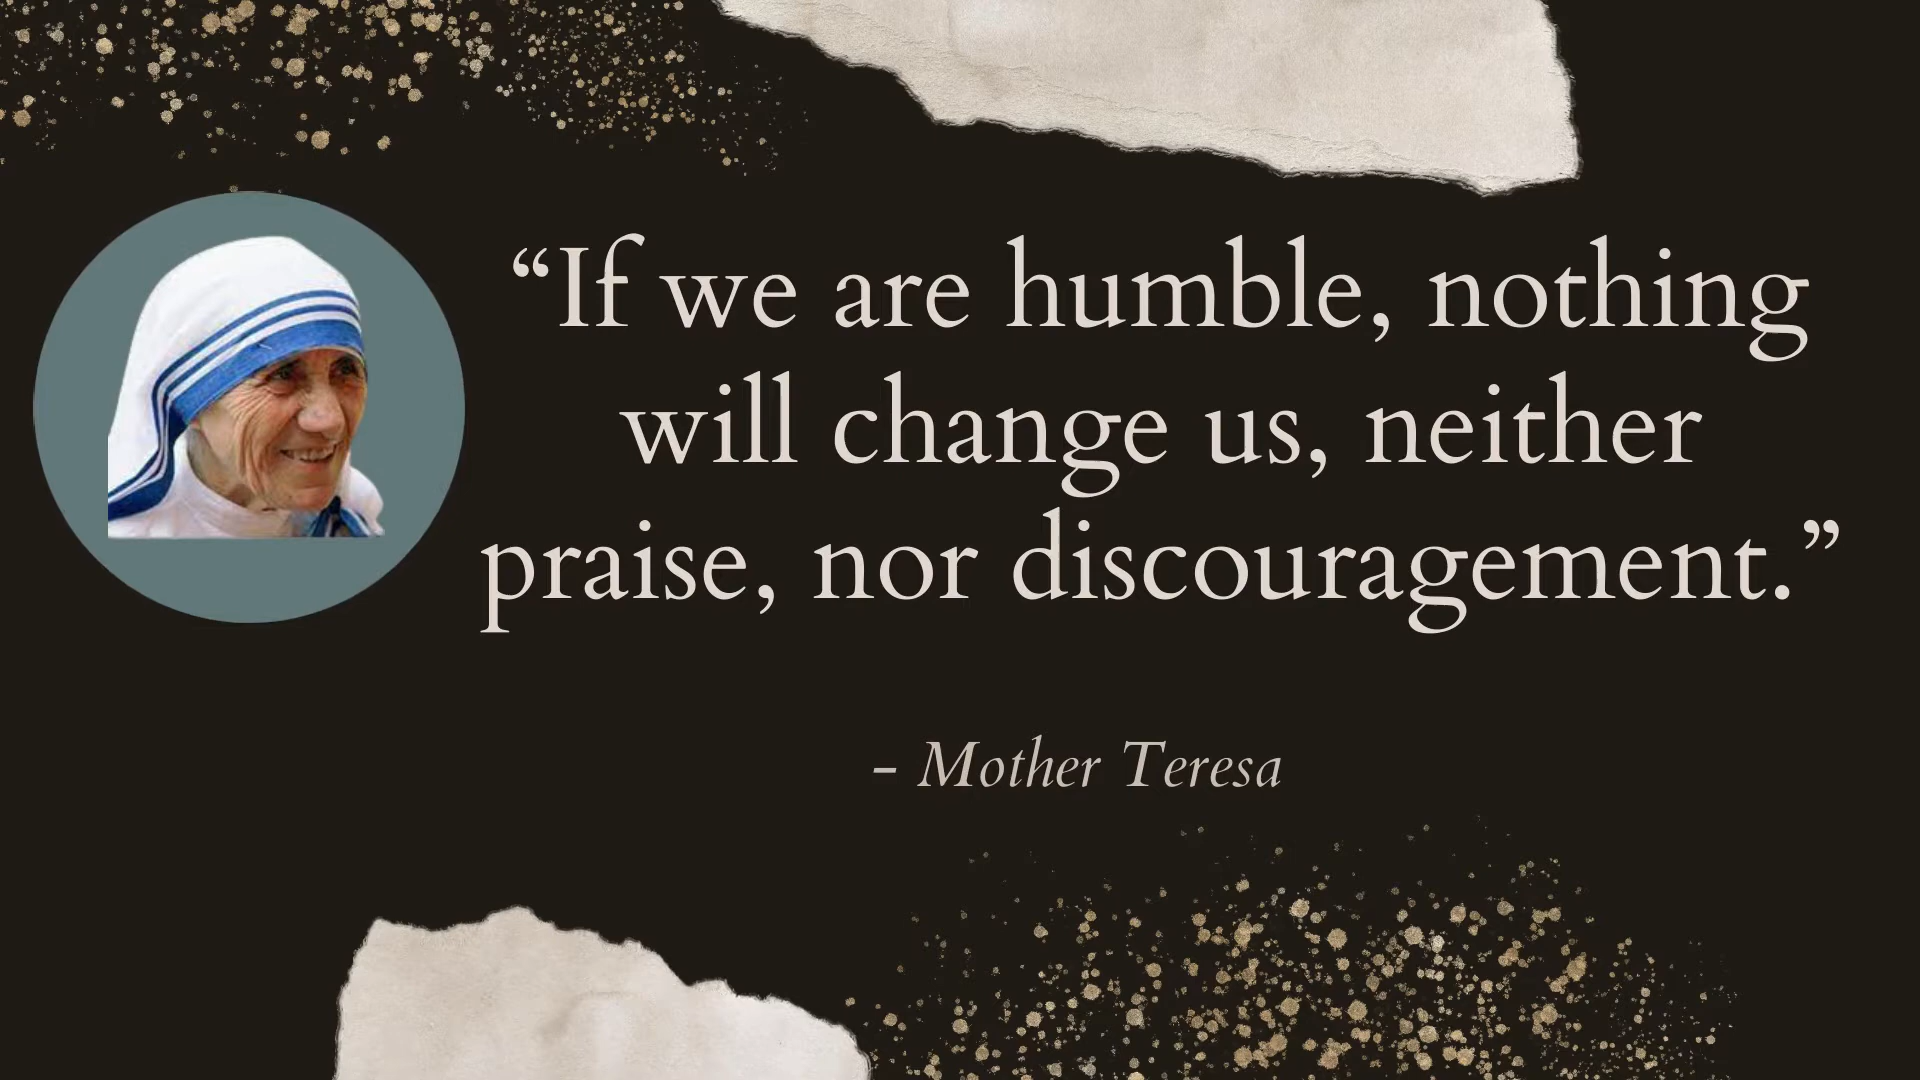 “If we are humble, nothing
will change us, neither
praise, nor discouragement.”
- Mother Teresa